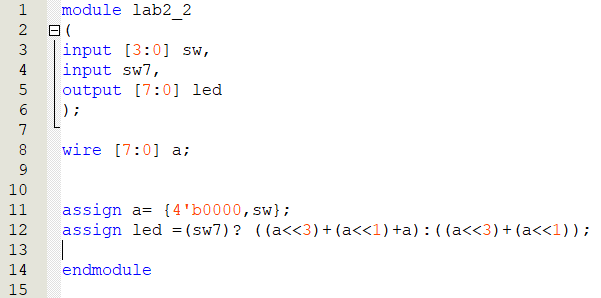 1 module lab2_2
2 (
3 input [3:0] sw,
4 input sw7,
5 output [7:0] led
6 );
7
8 wire [7:0] a;
9
10
11 assign a= {4'b0000,sw};
12 assign led =(sw7)? ((a<<3)+(a<<1)+a):((a<<3)+(a<<1));
13
14 endmodule
15